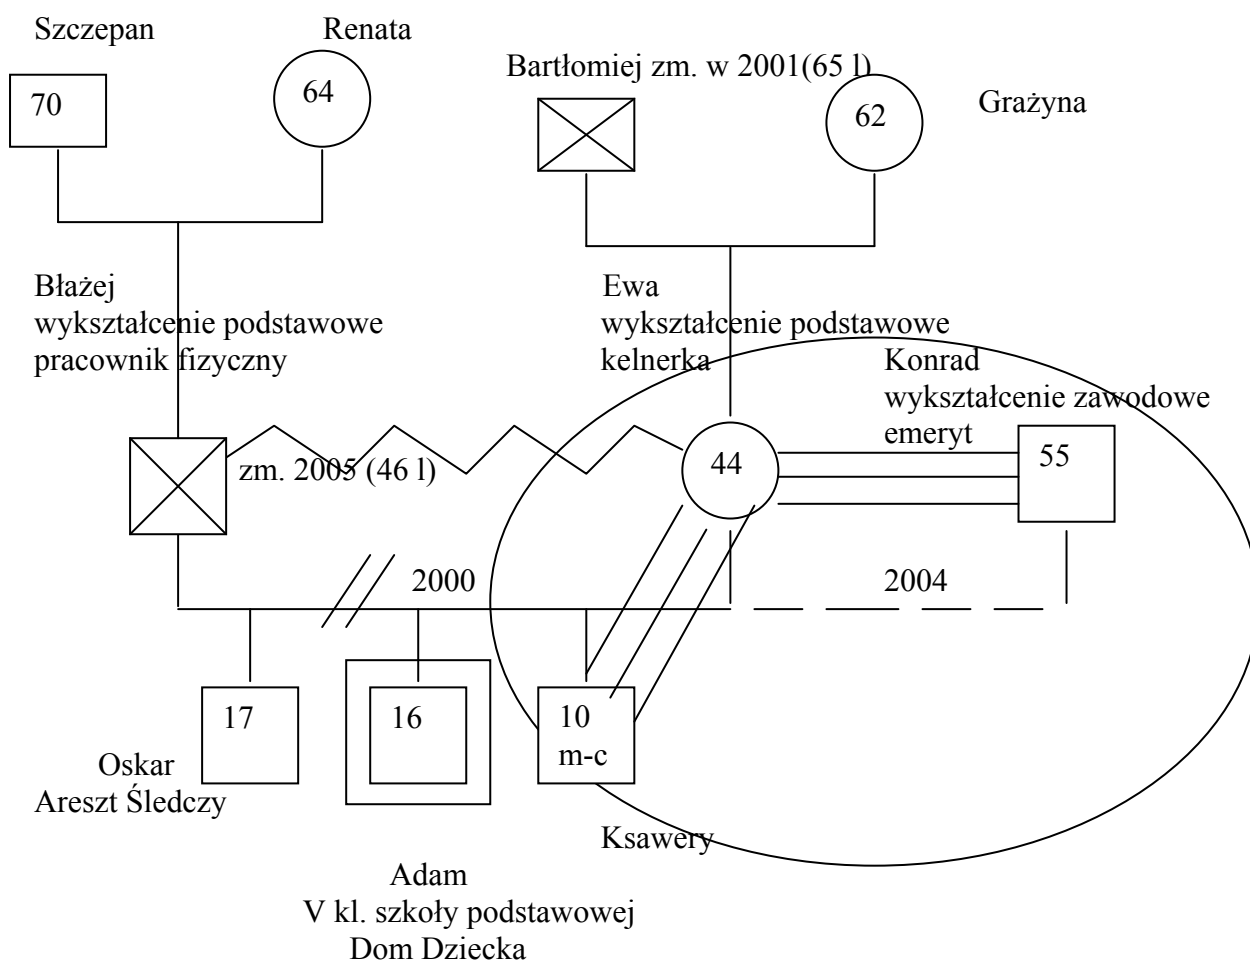 Szczepan
Renata
Bartłomiej zm. w 2001(65 l)
Grażyna
70
64
62
Błażej
wykształcenie podstawowe
pracownik fizyczny
Ewa
wykształcenie podstawowe
kelnerka
Konrad
wykształcenie zawodowe
emeryt
zm. 2005 (46 l)
44
55
2000
2004
17
16
10
m-c
Oskar
Areszt Śledczy
Ksawery
Adam
V kl. szkoły podstawowej
Dom Dziecka